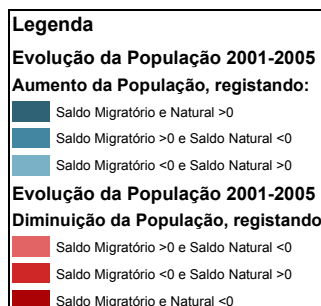 Legenda
Evolução da População 2001-2005
Aumento da População, registando:
Saldo Migratório e Natural >0
Saldo Migratório >0 e Saldo Natural <0
Saldo Migratório <0 e Saldo Natural >0
Evolução da População 2001-2005
Diminuição da População, registando
Saldo Migratório >0 e Saldo Natural <0
Saldo Migratório <0 e Saldo Natural >0
Saldo Migratório e Natural <0